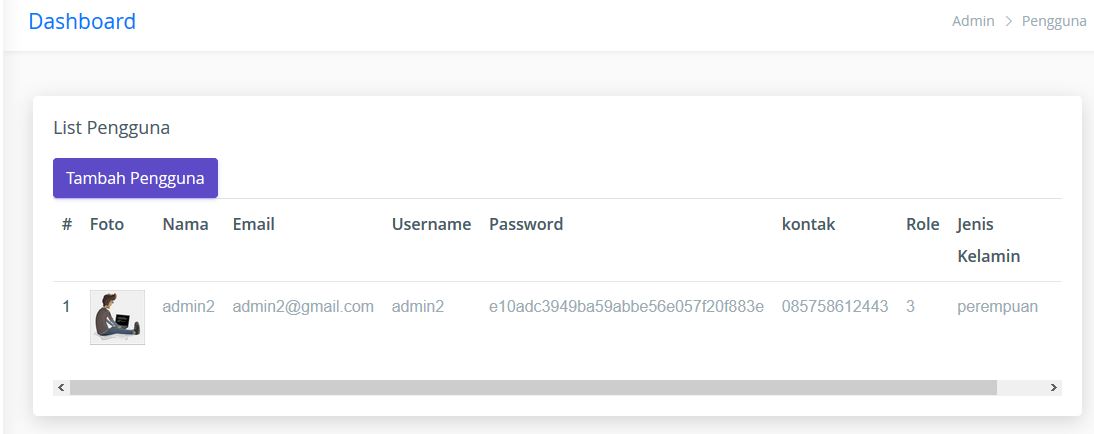 Dashboard
Admin > Pengguna
List Pengguna
Tambah Pengguna
# Foto Nama Email Username Password kontak Role Jenis
Kelamin
1 admin2 admin2@gmail.com admin2 e10adc3949ba59abbe56e057f20f883e 085758612443 3 perempuan